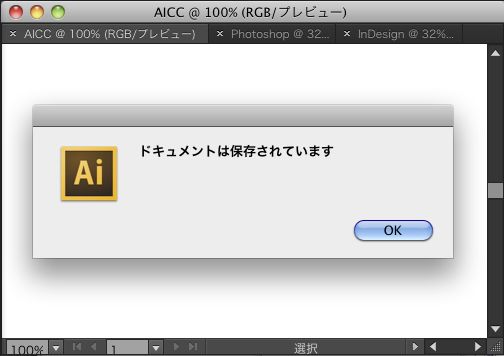 AICC @ 100% (RGB/プレビュー)
× AICC @ 100% (RGB/プレビュー) × Photoshop @ 32... × InDesign @ 32%...
Ai
ドキュメントは保存されています
OK
100% 1 選択